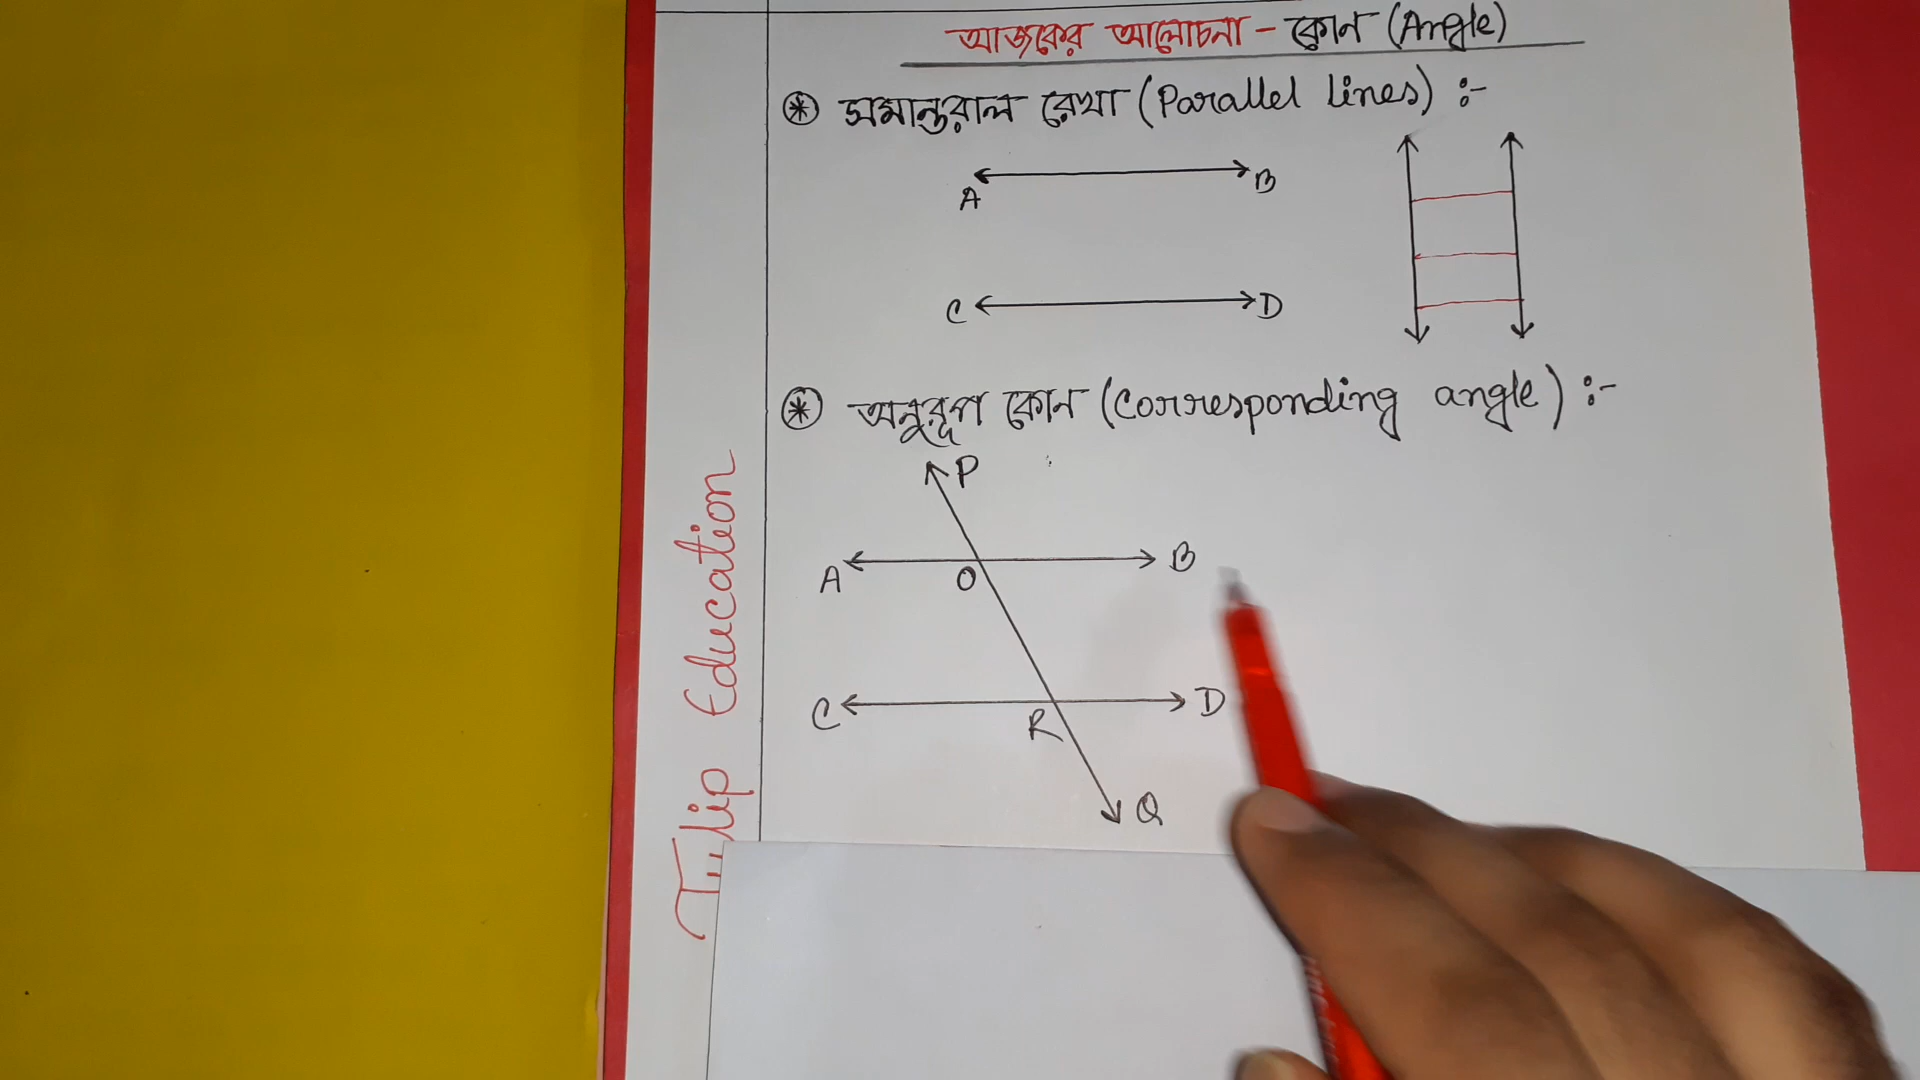 আজকের আলোচনা - কোন (Angle)
সমান্তরাল রেখা (Parallel lines) :-
A B
C D
অনুরূপ কোন (Corresponding angle) :-
P
A O B
C R D
Q
Tulip Education